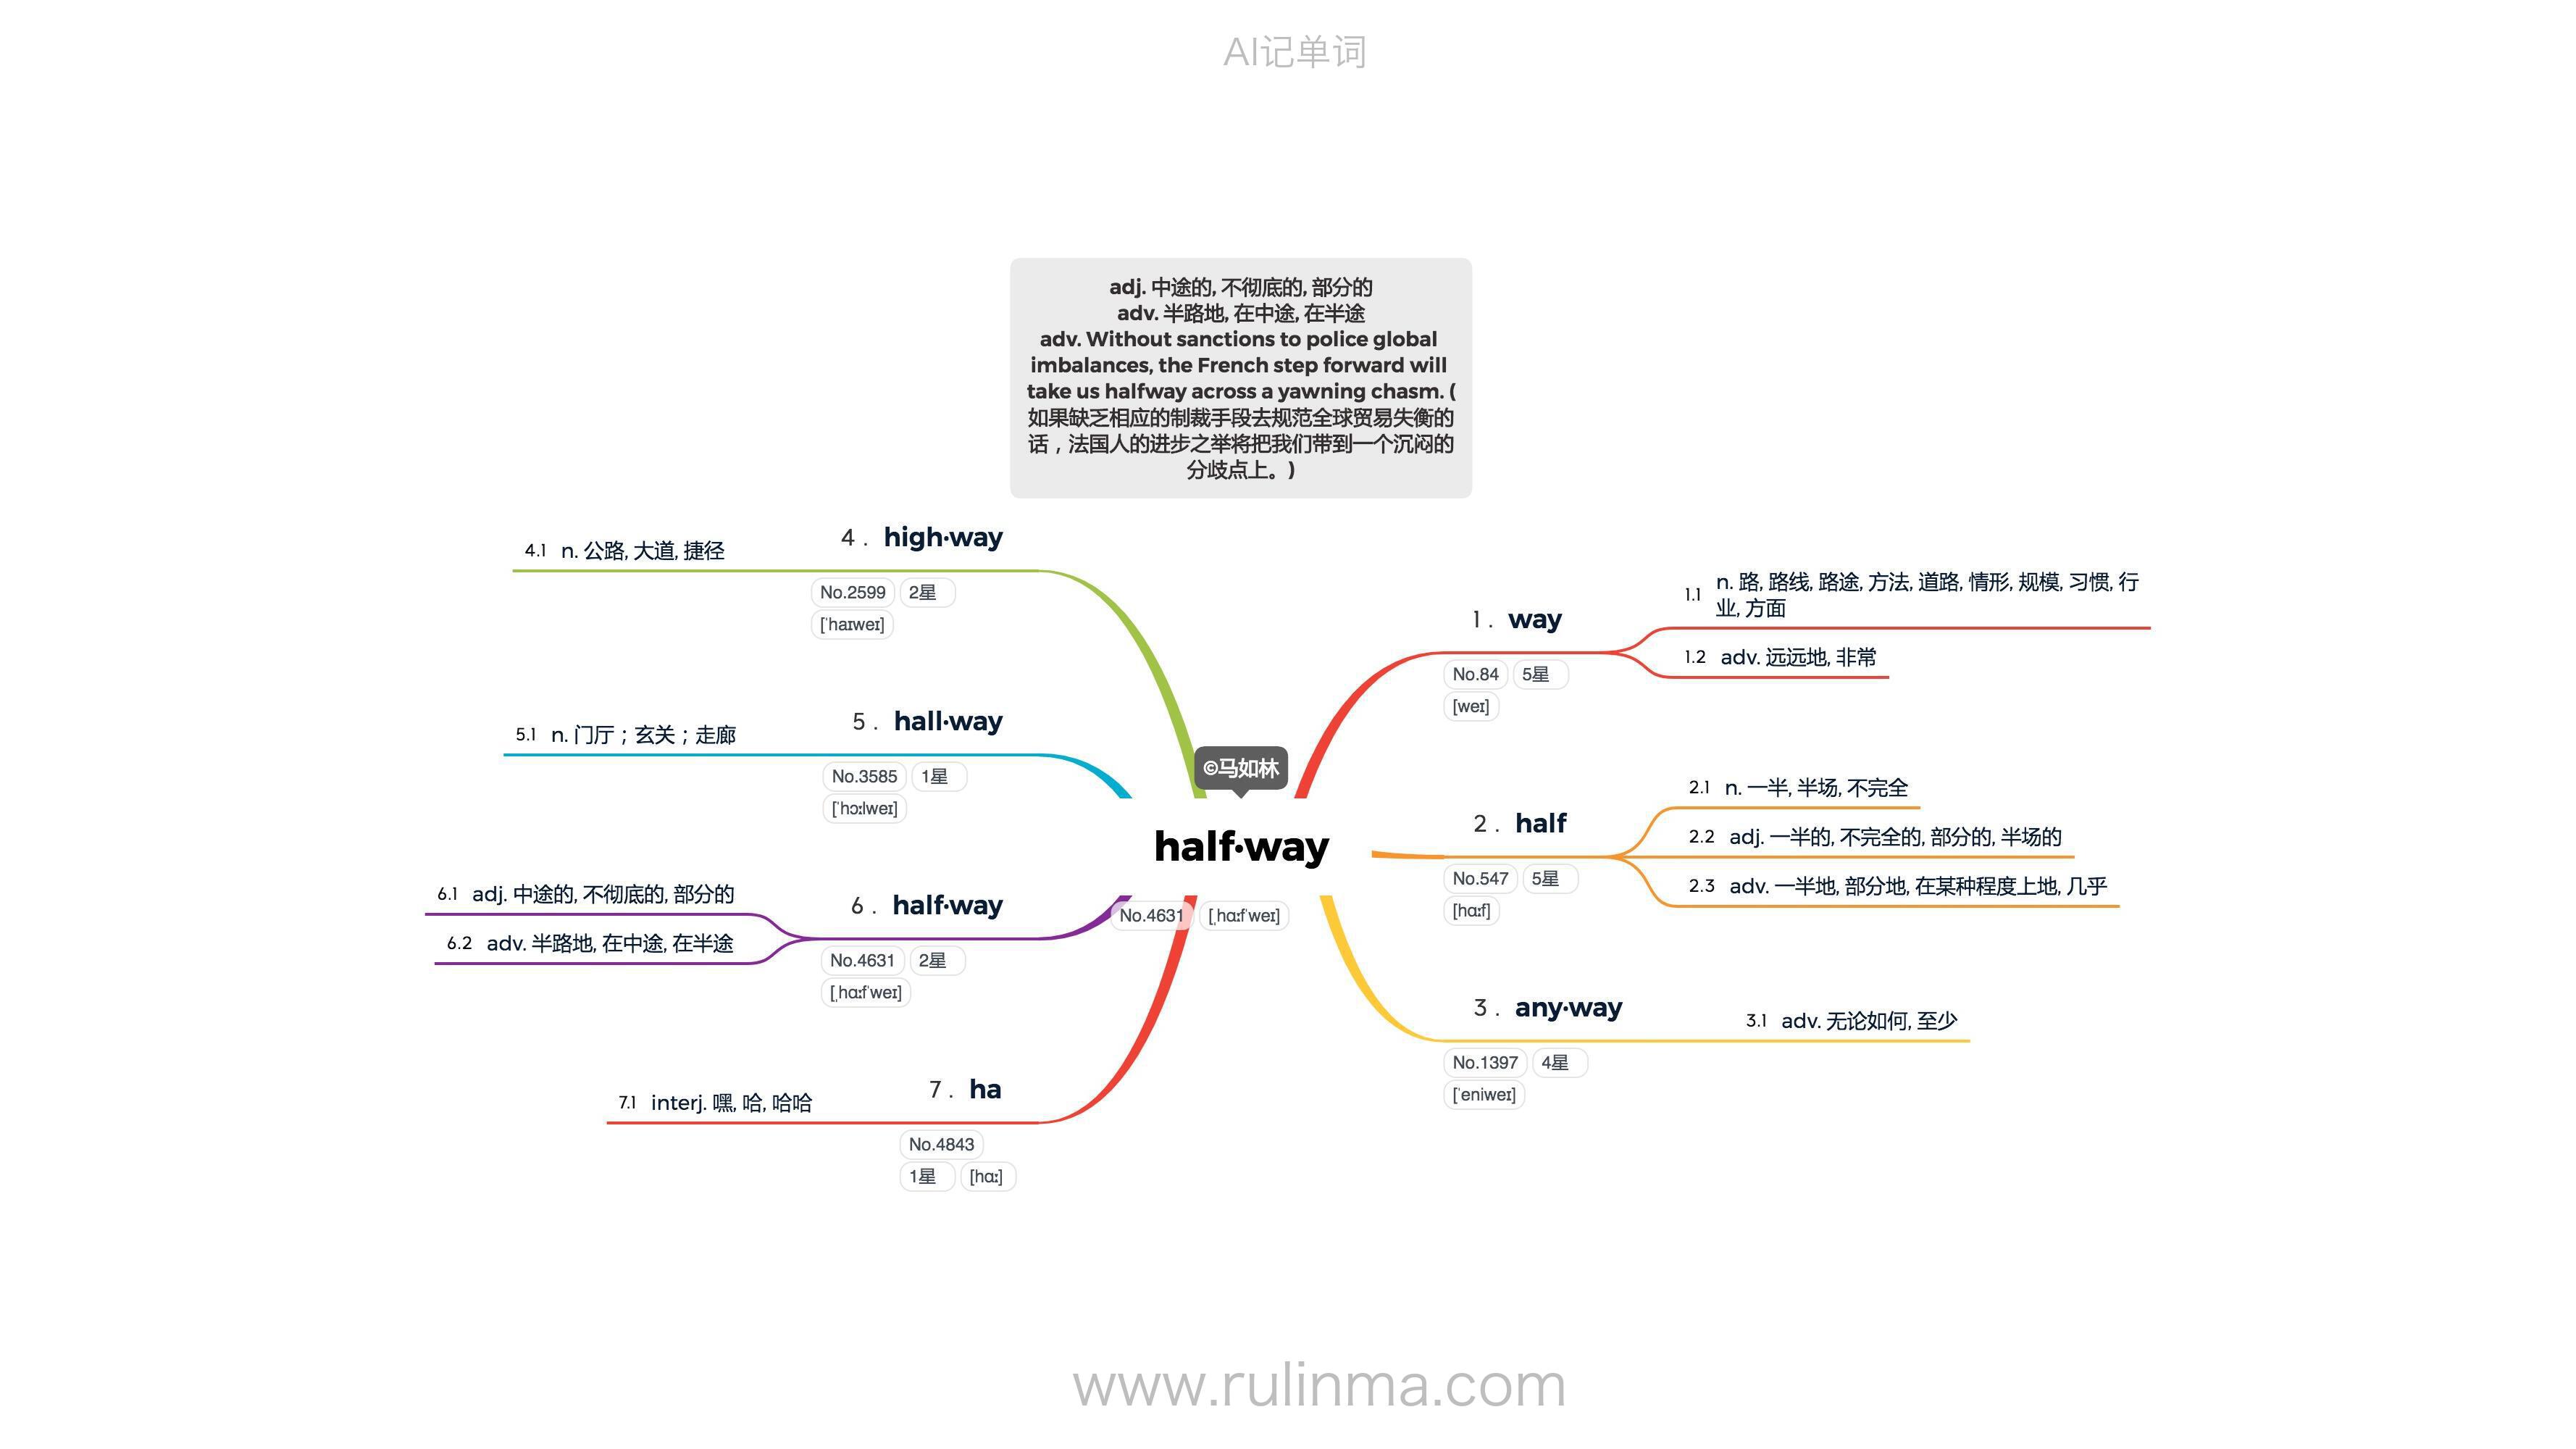 AI记单词
adj. 中途的, 不彻底的, 部分的
adv. 半路地, 在中途, 在半途
adv. Without sanctions to police global
imbalances, the French step forward will
take us halfway across a yawning chasm. (
如果缺乏相应的制裁手段去规范全球贸易失衡的
话，法国人的进步之举将把我们带到一个沉闷的
分歧点上。)
©马如林
half·way
No.4631 [ˌhɑːfˈweɪ]
1 . way
No.84 5星
[weɪ]
1.1 n. 路, 路线, 路途, 方法, 道路, 情形, 规模, 习惯, 行
业, 方面
1.2 adv. 远远地, 非常
2 . half
No.547 5星
[hɑːf]
2.1 n. 一半, 半场, 不完全
2.2 adj. 一半的, 不完全的, 部分的, 半场的
2.3 adv. 一半地, 部分地, 在某种程度上地, 几乎
3 . any·way
No.1397 4星
[ˈeniweɪ]
3.1 adv. 无论如何, 至少
4 . high·way
No.2599 2星
[ˈhaɪweɪ]
4.1 n. 公路, 大道, 捷径
5 . hall·way
No.3585 1星
[ˈhɔːlweɪ]
5.1 n. 门厅；玄关；走廊
6 . half·way
No.4631 2星
[ˌhɑːfˈweɪ]
6.1 adj. 中途的, 不彻底的, 部分的
6.2 adv. 半路地, 在中途, 在半途
7 . ha
No.4843
1星 [hɑː]
7.1 interj. 嘿, 哈, 哈哈
www.rulinma.com